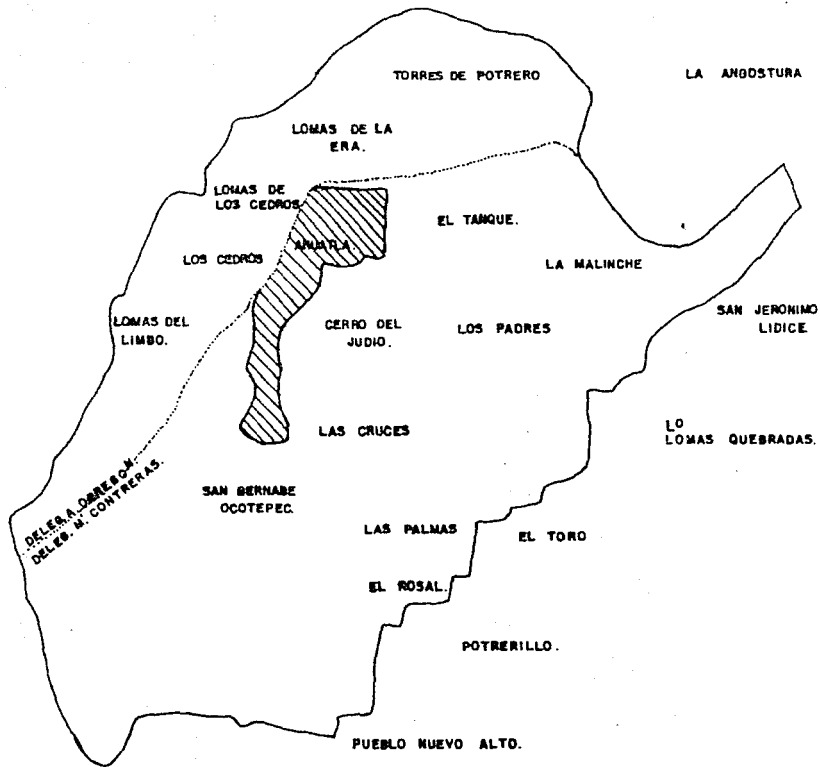 TORRES DE POTRERO
LA ANGOSTURA
LOMAS DE LA
ERA.
LOMAS DE
LOS CEDROS
EL TANQUE.
AHUATLA.
LOS CEDROS
LA MALINCHE
SAN JERONIMO
LIDICE
LOMAS DEL
LIMBO.
CERRO DEL
JUDIO.
LOS PADRES
LAS CRUCES
LO
LOMAS QUEBRADAS.
DELEG. A. OBREGON.
DELEG. M. CONTRERAS.
SAN BERNABE
OCOTEPEC.
LAS PALMAS
EL TORO
EL ROSAL.
POTRERILLO.
PUEBLO NUEVO ALTO.